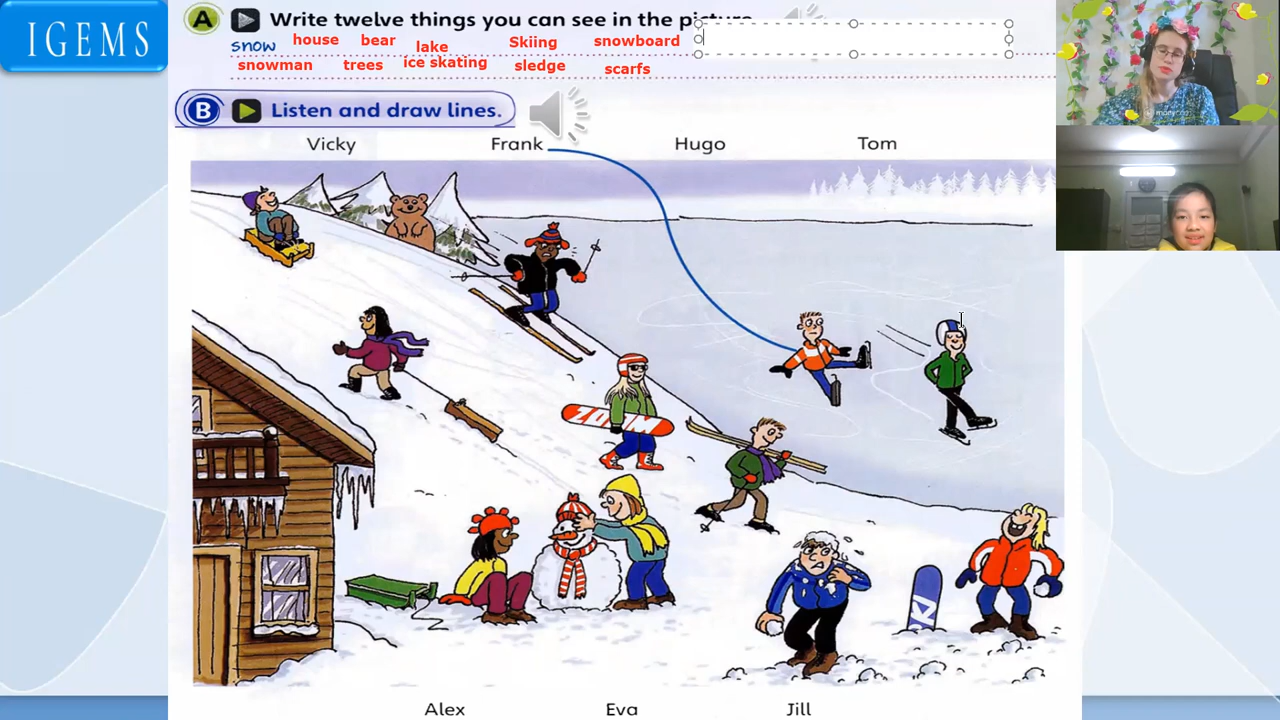 IGEMS
A Write twelve things you can see in the picture.
snow house bear lake Skiing snowboard
snowman trees ice skating sledge scarfs
B Listen and draw lines.
Vicky Frank Hugo Tom
ZOOM
SKI
Alex Eva Jill